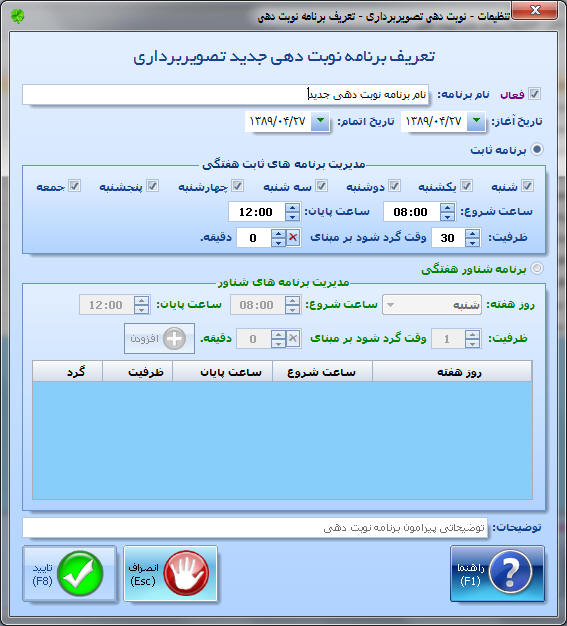 تنظیمات - نوبت دهی تصویربرداری - تعریف برنامه نوبت دهی
تعریف برنامه نوبت دهی جدید تصویربرداری
فعال نام برنامه: نام برنامه نوبت دهی جدید
تاریخ آغاز: ۱۳۸۹/۰۴/۲۷ تاریخ اتمام: ۱۳۸۹/۰۴/۲۷
برنامه ثابت
مدیریت برنامه های ثابت هفتگی
شنبه یکشنبه دوشنبه سه شنبه چهارشنبه پنجشنبه جمعه
ساعت شروع: 08:00 ساعت پایان: 12:00
ظرفیت: 30 وقت گرد شود بر مبنای 0 دقیقه.
برنامه شناور هفتگی
مدیریت برنامه های شناور
روز هفته: شنبه ساعت شروع: 08:00 ساعت پایان: 12:00
ظرفیت: 1 وقت گرد شود بر مبنای 0 دقیقه. افزودن
روز هفته ساعت شروع ساعت پایان ظرفیت گرد
توضیحات: توضیحاتی پیرامون برنامه نوبت دهی
راهنما (F1) انصراف (Esc) تایید (F8)